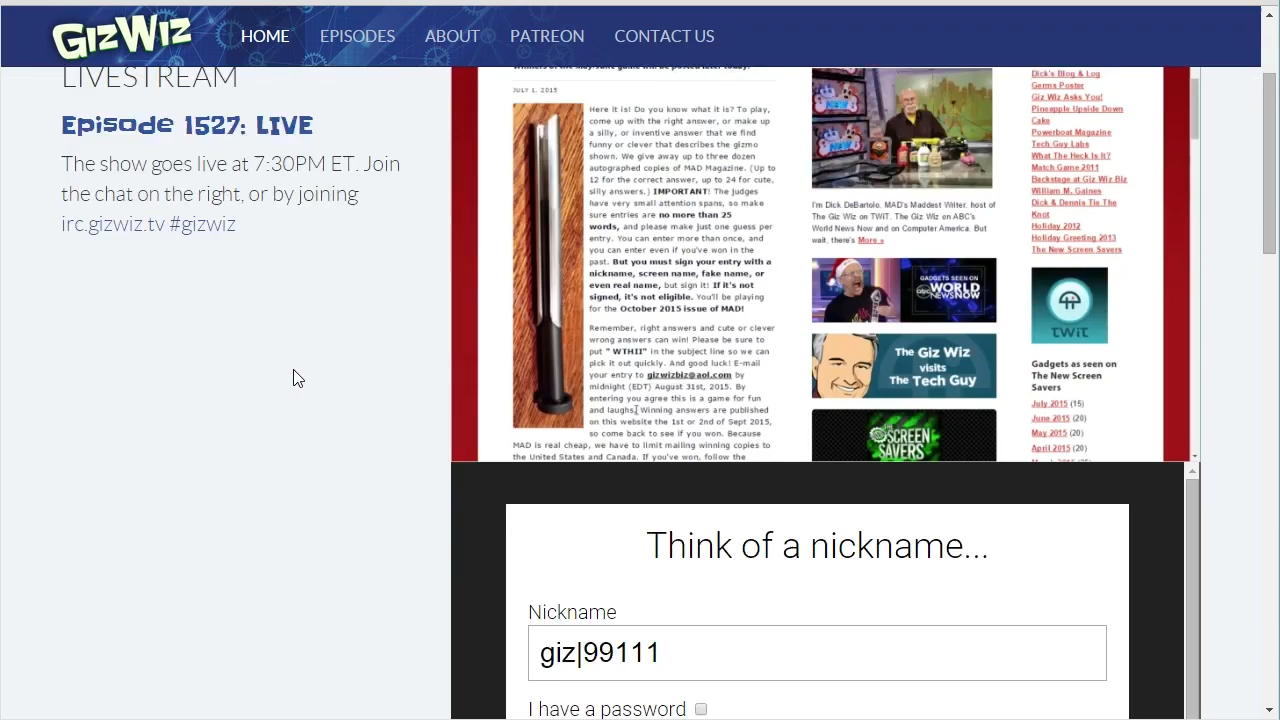 GizWiz
HOME
EPISODES
ABOUT
PATREON
CONTACT US
LIVESTREAM
Episode 1527: LIVE
The show goes live at 7:30PM ET. Join
the chat on the right, or by joining
irc.gizwiz.tv #gizwiz
JULY 1, 2015
Here it is! Do you know what it is? To play,
come up with the right answer, or make up
a silly, or inventive answer that we find
funny or clever that describes the gizmo
shown. We give away up to three dozen
autographed copies of MAD Magazine. (Up to
12 for the correct answer, up to 24 for cute,
silly answers.) IMPORTANT! The judges
have very small attention spans, so make
sure entries are no more than 25
words, and please make just one guess per
entry. You can enter more than once, and
you can enter even if you've won in the
past. But you must sign your entry with a
nickname, screen name, fake name, or
even real name, but sign it! If it's not
signed, it's not eligible. You'll be playing
for the October 2015 issue of MAD!
Remember, right answers and cute or clever
wrong answers can win! Please be sure to
put " WTHII" in the subject line so we can
pick it out quickly. And good luck! E-mail
your entry to gizwizbiz@aol.com by
midnight (EDT) August 31st, 2015. By
entering you agree this is a game for fun
and laughs. Winning answers are published
on this website the 1st or 2nd of Sept 2015,
so come back to see if you won. Because
MAD is real cheap, we have to limit mailing winning copies to
the United States and Canada. If you've won, follow the
I'm Dick DeBartolo, MAD's Maddest Writer, host of
The Giz Wiz on TWiT. The Giz Wiz on ABC's
World News Now and on Computer America. But
wait, there's More »
GADGETS SEEN ON
abc WORLD
NEWS NOW
The Giz Wiz
visits
The Tech Guy
THE SCREEN
SAVERS
Dick's Blog & Log
Germs Poster
Giz Wiz Asks You!
Pineapple Upside Down
Cake
Powerboat Magazine
Tech Guy Labs
What The Heck Is It?
Match Game 2011
Backstage at Giz Wiz Biz
William M. Gaines
Dick & Dennis Tie The
Knot
Holiday 2012
Holiday Greeting 2013
The New Screen Savers
TWiT
Gadgets as seen on
The New Screen
Savers
July 2015 (15)
June 2015 (20)
May 2015 (20)
April 2015 (20)
Think of a nickname...
Nickname
giz|99111
I have a password